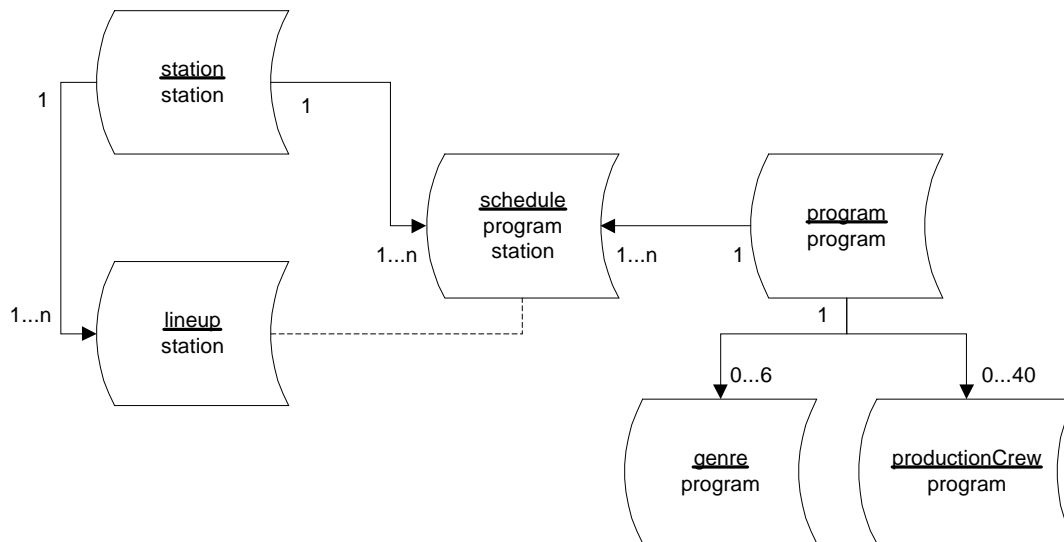 station
station
1
1
schedule
program
station
program
program
1...n
1...n
1
1...n
lineup
station
1
0...6
0...40
genre
program
productionCrew
program